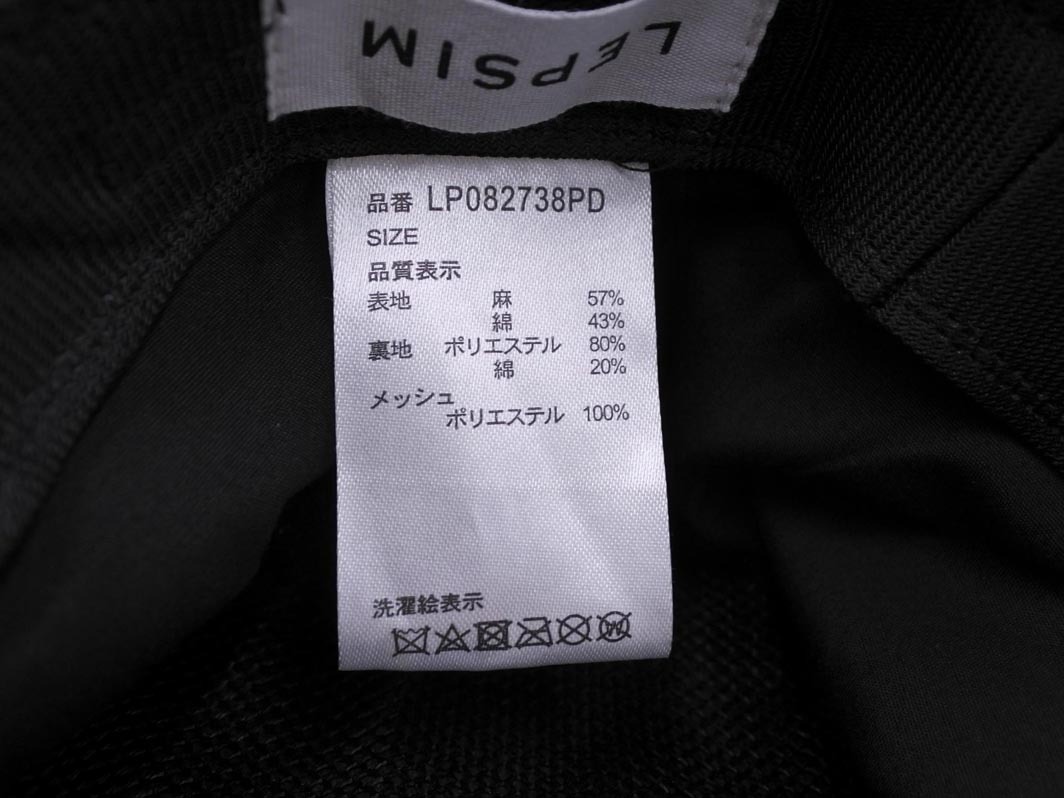 LEPSIM
品番 LP082738PD
SIZE
品質表示
表地 麻 57%
綿 43%
裏地 ポリエステル 80%
綿 20%
メッシュ
ポリエステル 100%
洗濯絵表示
W